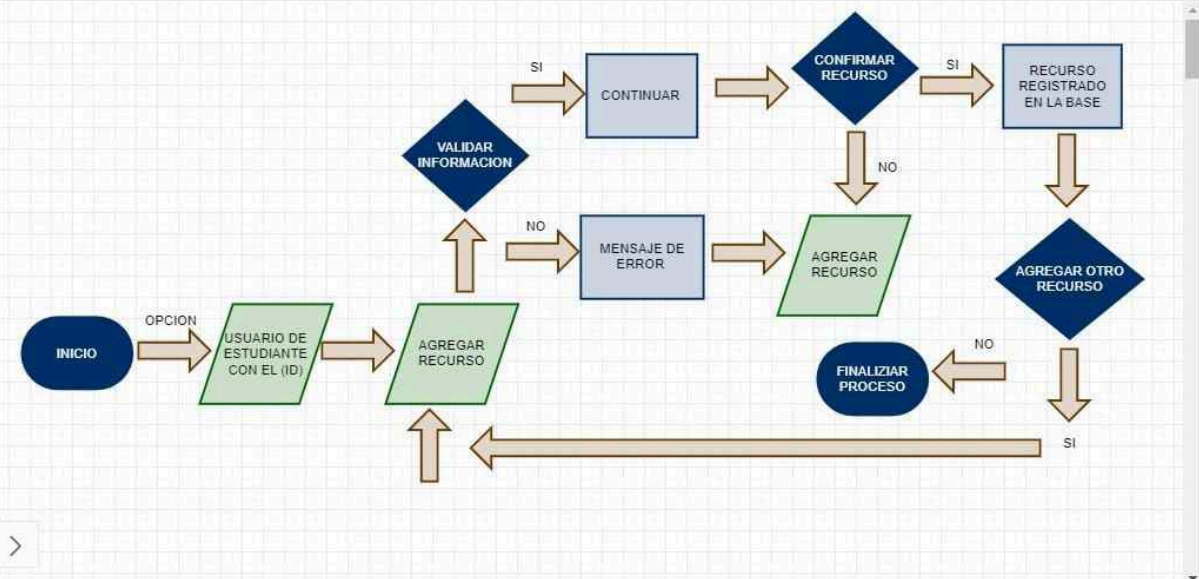 CONFIRMAR
RECURSO
SI
CONTINUAR
SI
RECURSO
REGISTRADO
EN LA BASE
VALIDAR
INFORMACION
NO
NO
MENSAJE DE
ERROR
AGREGAR
RECURSO
AGREGAR OTRO
RECURSO
OPCION
INICIO
USUARIO DE
ESTUDIANTE
CON EL (ID)
AGREGAR
RECURSO
NO
FINALIZIAR
PROCESO
SI